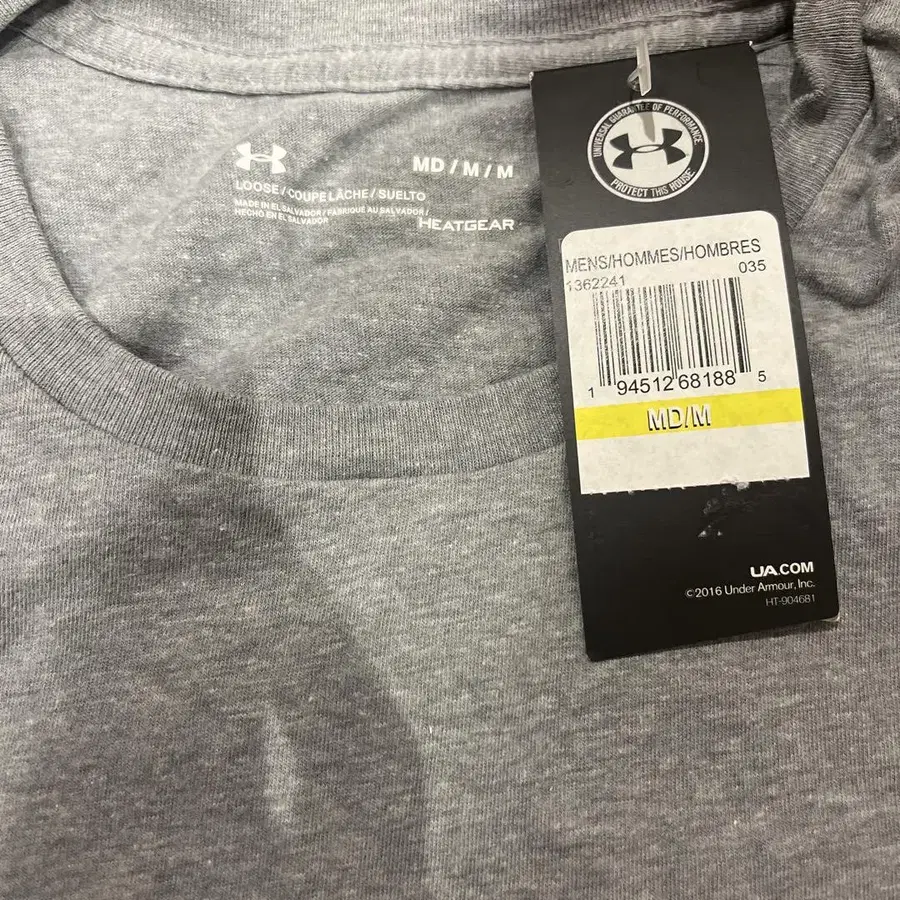 MD / M / M
LOOSE / COUPE LÂCHE / SUELTO
MADE IN EL SALVADOR / FABRIQUÉ AU SALVADOR /
HECHO EN EL SALVADOR
HEATGEAR
UNIVERSAL GUARANTEE OF PERFORMANCE
PROTECT THIS HOUSE
MENS/HOMMES/HOMBRES
1362241 035
1 94512 68188 5
MD/M
UA.COM
©2016 Under Armour, Inc.
HT-904681